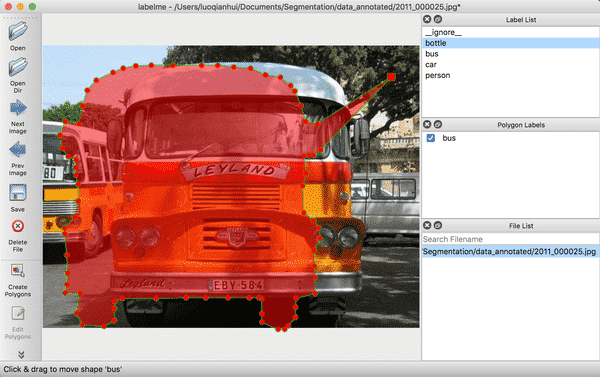 labelme - /Users/luoqianhui/Documents/Segmentation/data_annotated/2011_000025.jpg*
Open
Open
Dir
Next
Image
Prev
Image
Save
Delete
File
Create
Polygons
Edit
Polygons
LEYLAND
Leyland
EBY-584
Label List
__ignore__
bottle
bus
car
person
Polygon Labels
bus
File List
Search Filename
Segmentation/data_annotated/2011_000025.jpg
Click & drag to move shape 'bus'